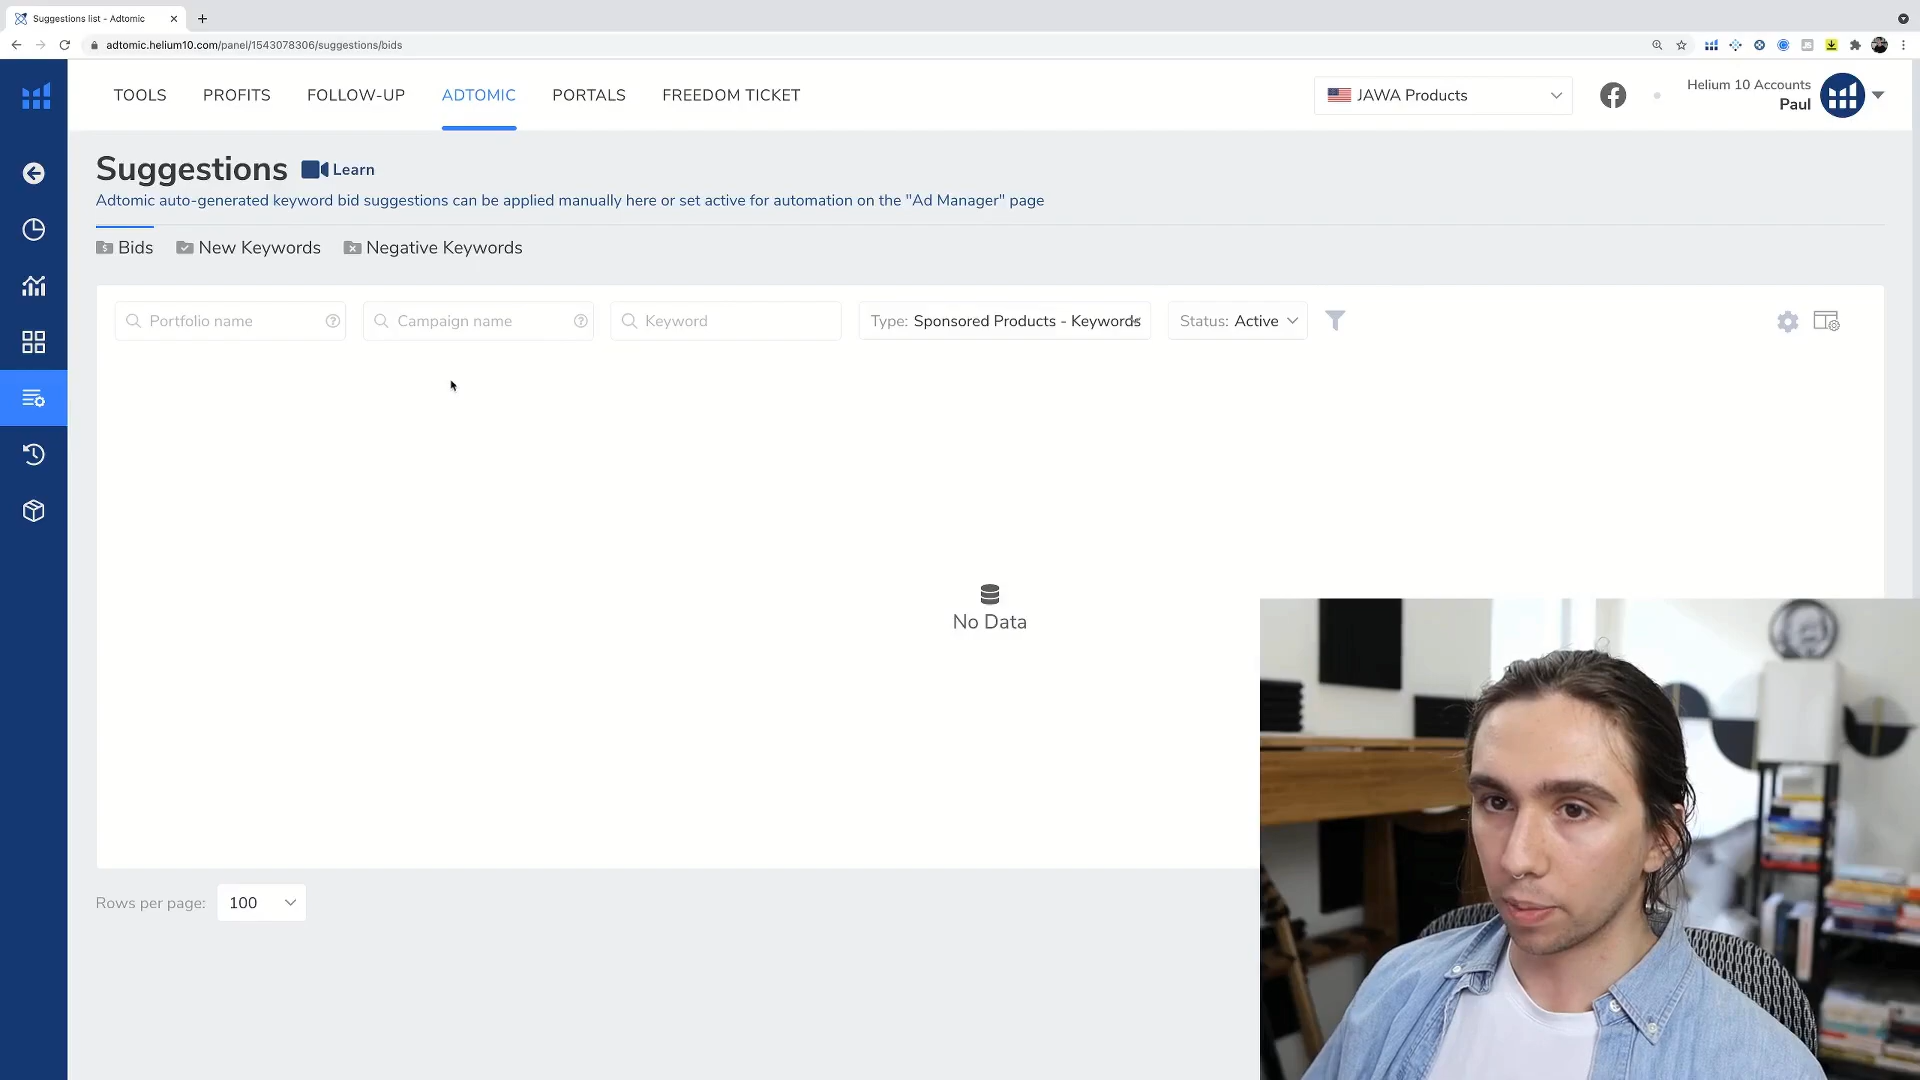 Suggestions list - Adtomic
adtomic.helium10.com/panel/1543078306/suggestions/bids
TOOLS
PROFITS
FOLLOW-UP
ADTOMIC
PORTALS
FREEDOM TICKET
JAWA Products
Helium 10 Accounts
Paul
Suggestions
Learn
Adtomic auto-generated keyword bid suggestions can be applied manually here or set active for automation on the "Ad Manager" page
Bids
New Keywords
Negative Keywords
Portfolio name
Campaign name
Keyword
Type: Sponsored Products - Keywords
Status: Active
No Data
Rows per page: 100